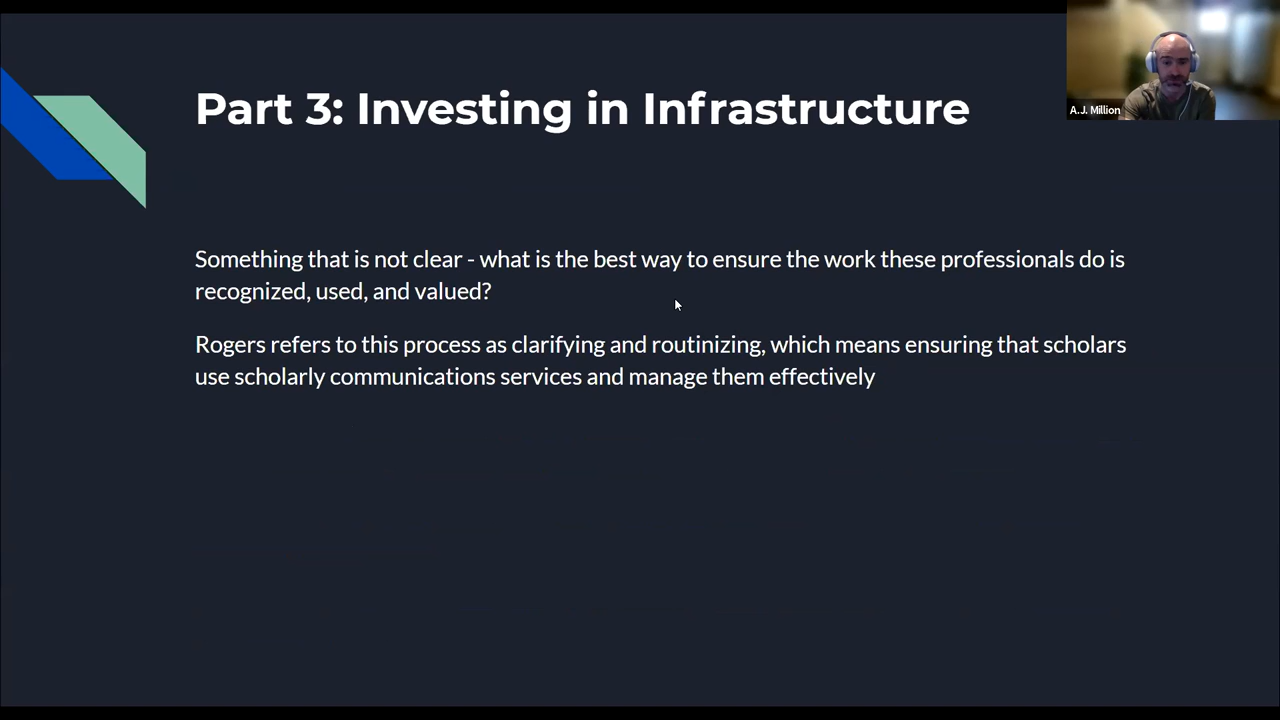 Part 3: Investing in Infrastructure
A.J. Million
Something that is not clear - what is the best way to ensure the work these professionals do is
recognized, used, and valued?
Rogers refers to this process as clarifying and routinizing, which means ensuring that scholars
use scholarly communications services and manage them effectively